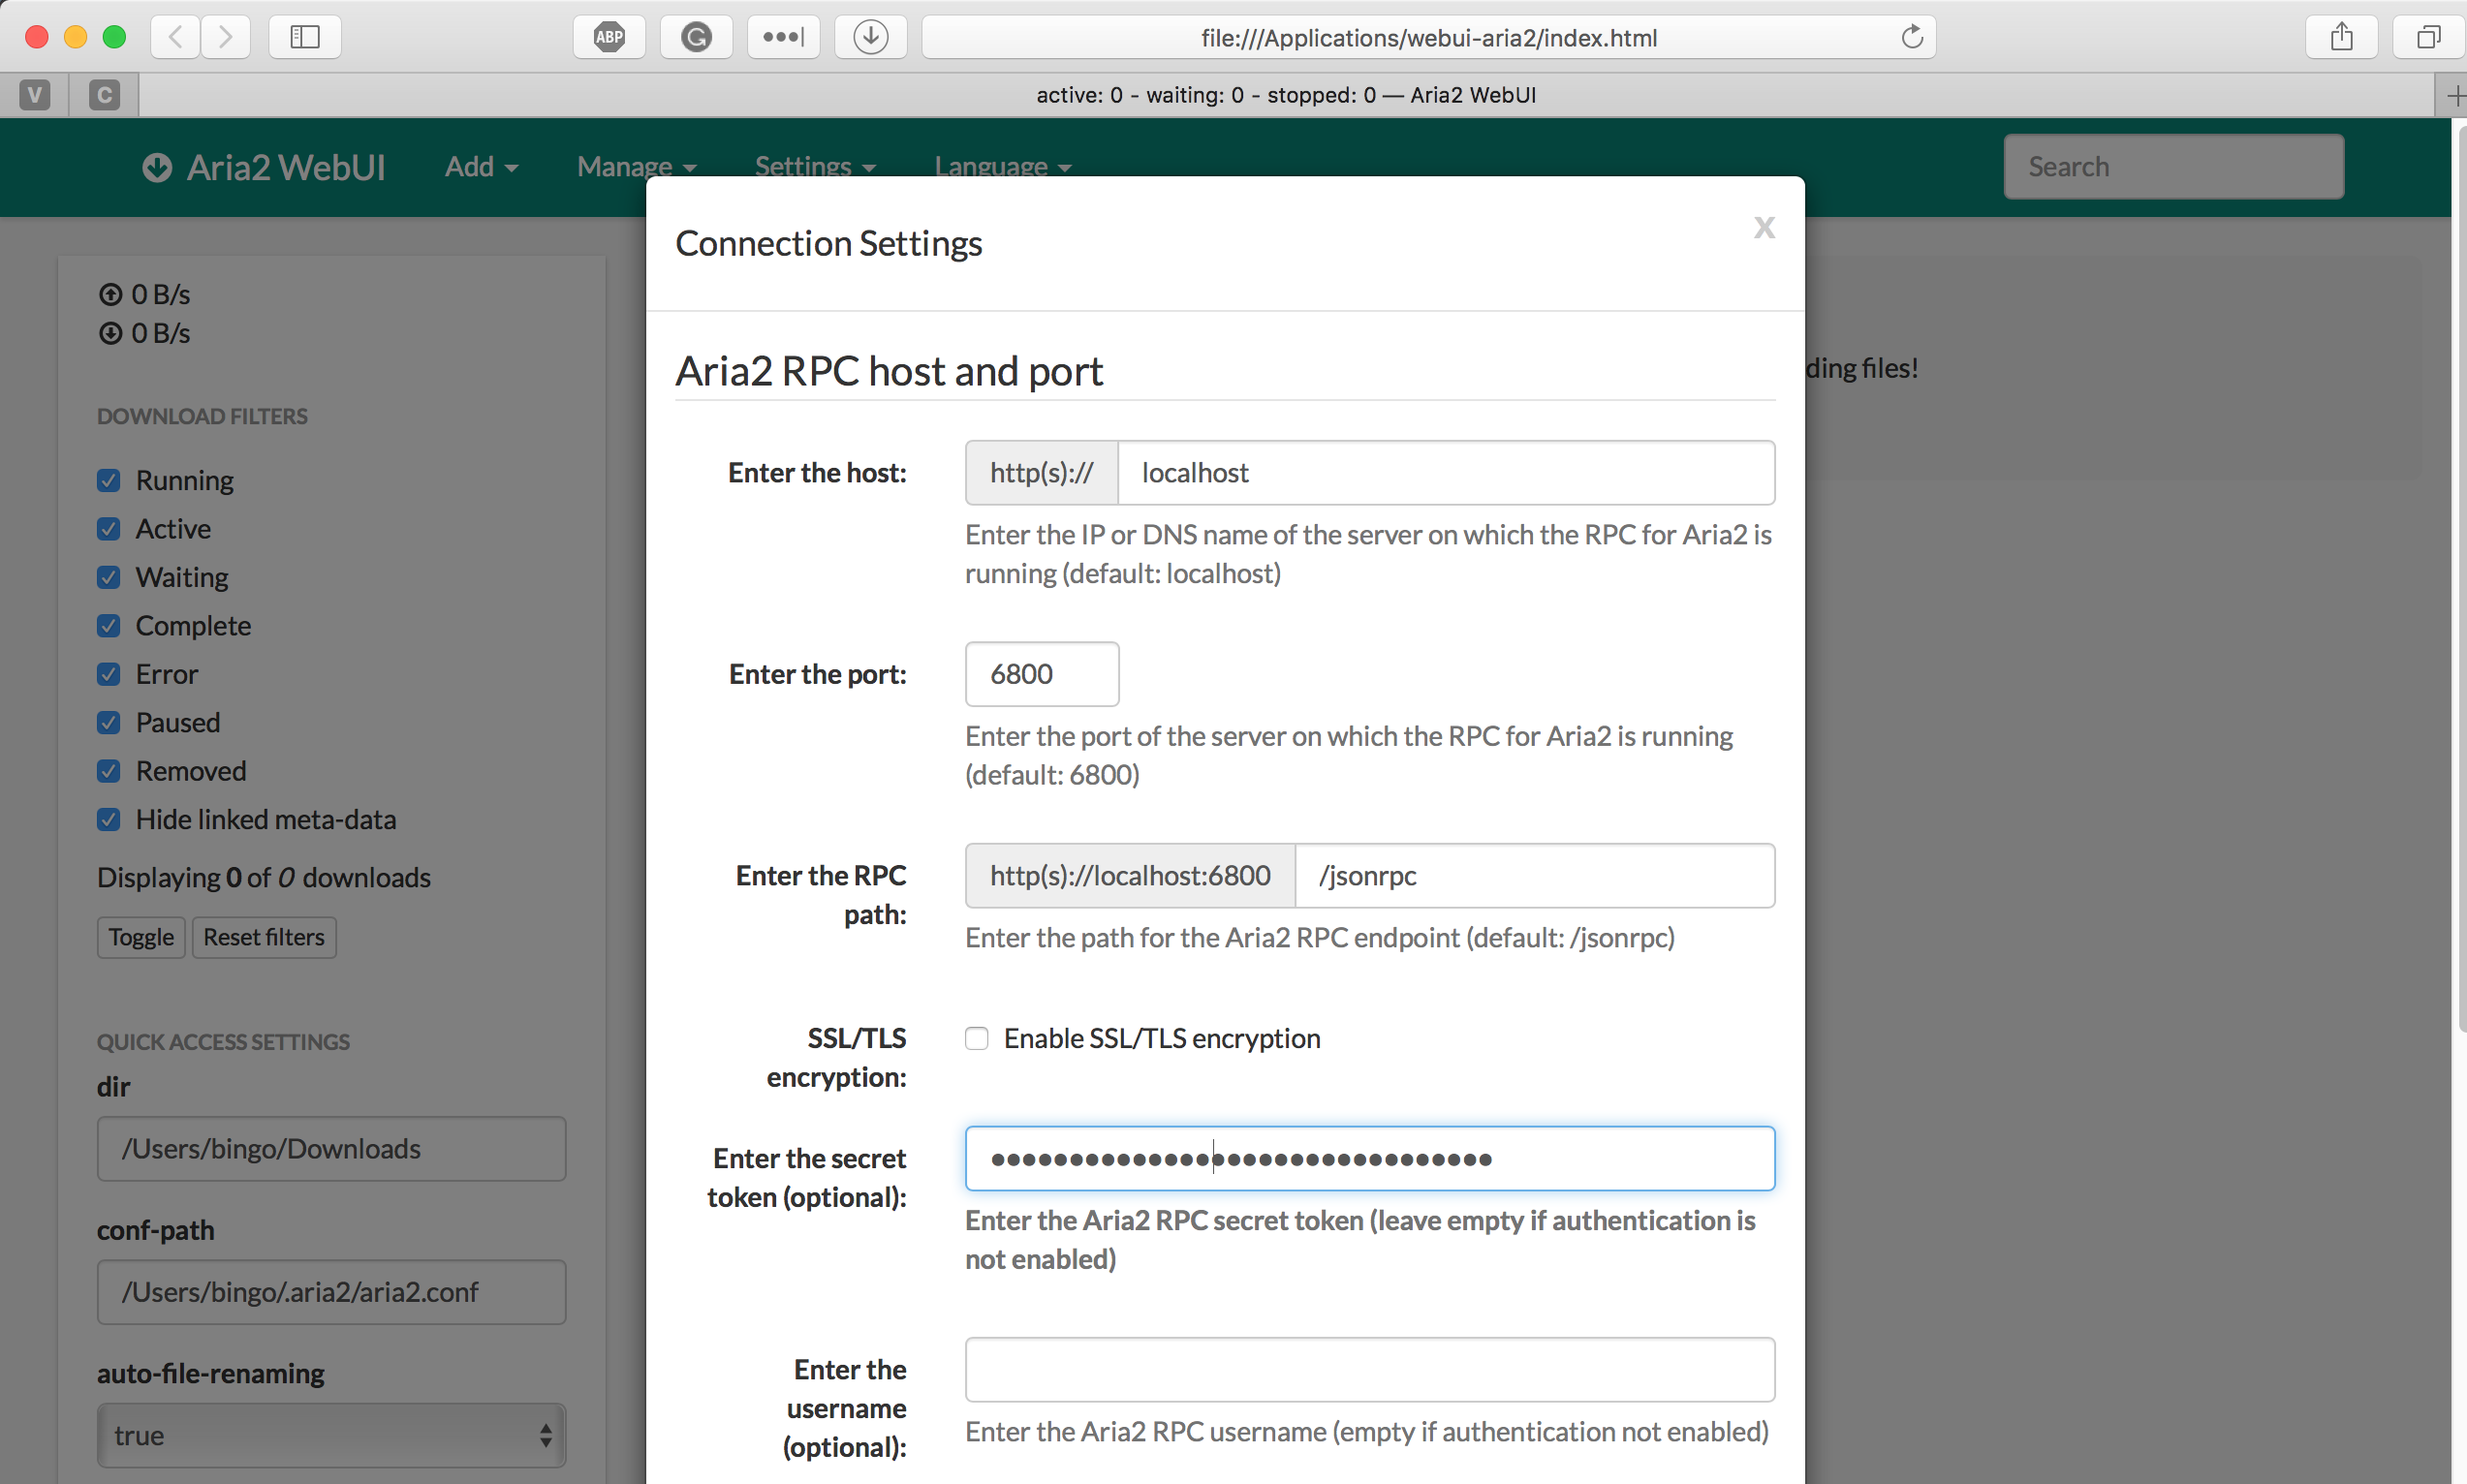 ABP
file:///Applications/webui-aria2/index.html
V
C
active: 0 - waiting: 0 - stopped: 0 — Aria2 WebUI
Aria2 WebUI
Add
Manage
Settings
Language
Search
0 B/s
0 B/s
DOWNLOAD FILTERS
Running
Active
Waiting
Complete
Error
Paused
Removed
Hide linked meta-data
Displaying 0 of 0 downloads
Toggle
Reset filters
QUICK ACCESS SETTINGS
dir
/Users/bingo/Downloads
conf-path
/Users/bingo/.aria2/aria2.conf
auto-file-renaming
true
Connection Settings
x
Aria2 RPC host and port
Enter the host:
http(s)://
localhost
Enter the IP or DNS name of the server on which the RPC for Aria2 is
running (default: localhost)
Enter the port:
6800
Enter the port of the server on which the RPC for Aria2 is running
(default: 6800)
Enter the RPC
path:
http(s)://localhost:6800
/jsonrpc
Enter the path for the Aria2 RPC endpoint (default: /jsonrpc)
SSL/TLS
encryption:
Enable SSL/TLS encryption
Enter the secret
token (optional):
Enter the Aria2 RPC secret token (leave empty if authentication is
not enabled)
Enter the
username
(optional):
Enter the Aria2 RPC username (empty if authentication not enabled)
ding files!